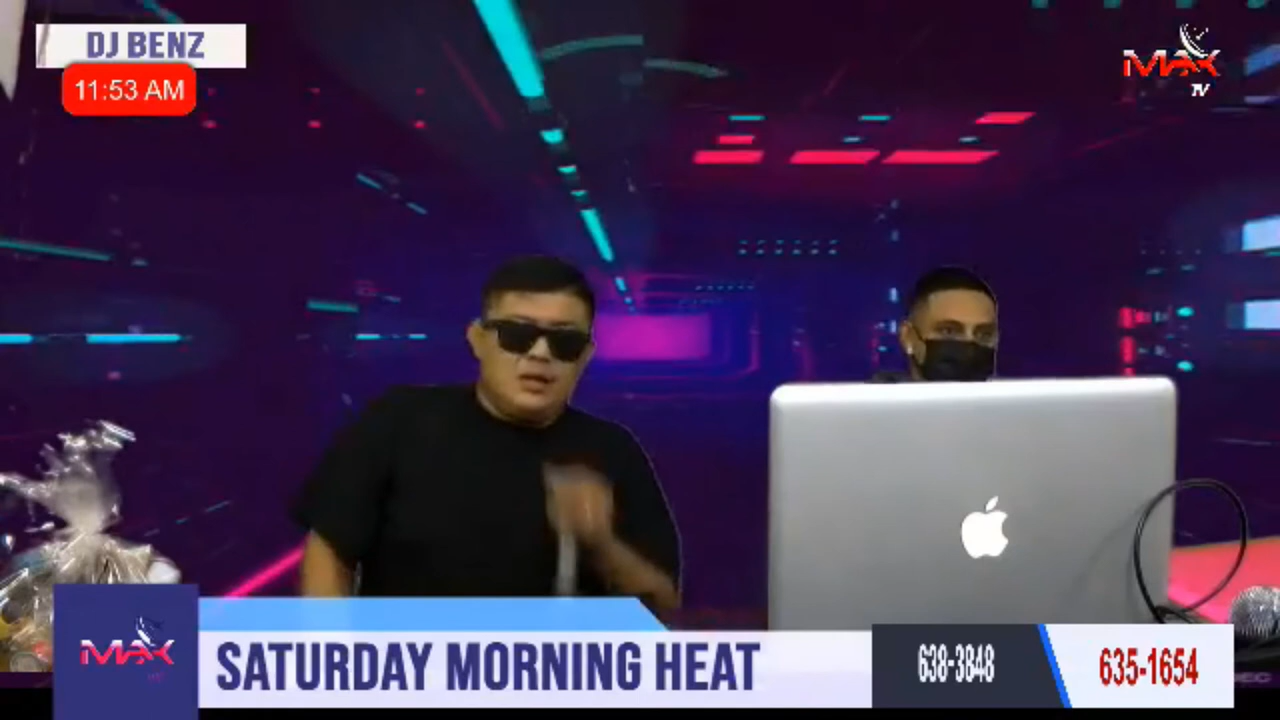 DJ BENZ
11:53 AM
MAX
TV
MAX
SATURDAY MORNING HEAT
638-3848
635-1654